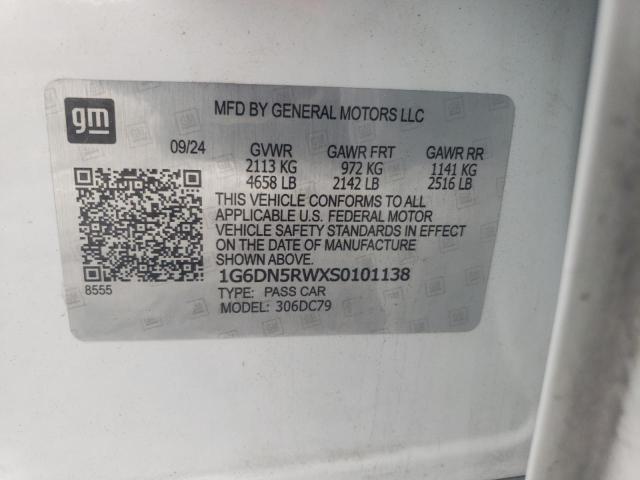 gm
MFD BY GENERAL MOTORS LLC
09/24 GVWR GAWR FRT GAWR RR
2113 KG 972 KG 1141 KG
4658 LB 2142 LB 2516 LB
THIS VEHICLE CONFORMS TO ALL
APPLICABLE U.S. FEDERAL MOTOR
VEHICLE SAFETY STANDARDS IN EFFECT
ON THE DATE OF MANUFACTURE
SHOWN ABOVE.
1G6DN5RWXS0101138
8555
TYPE: PASS CAR
MODEL: 306DC79